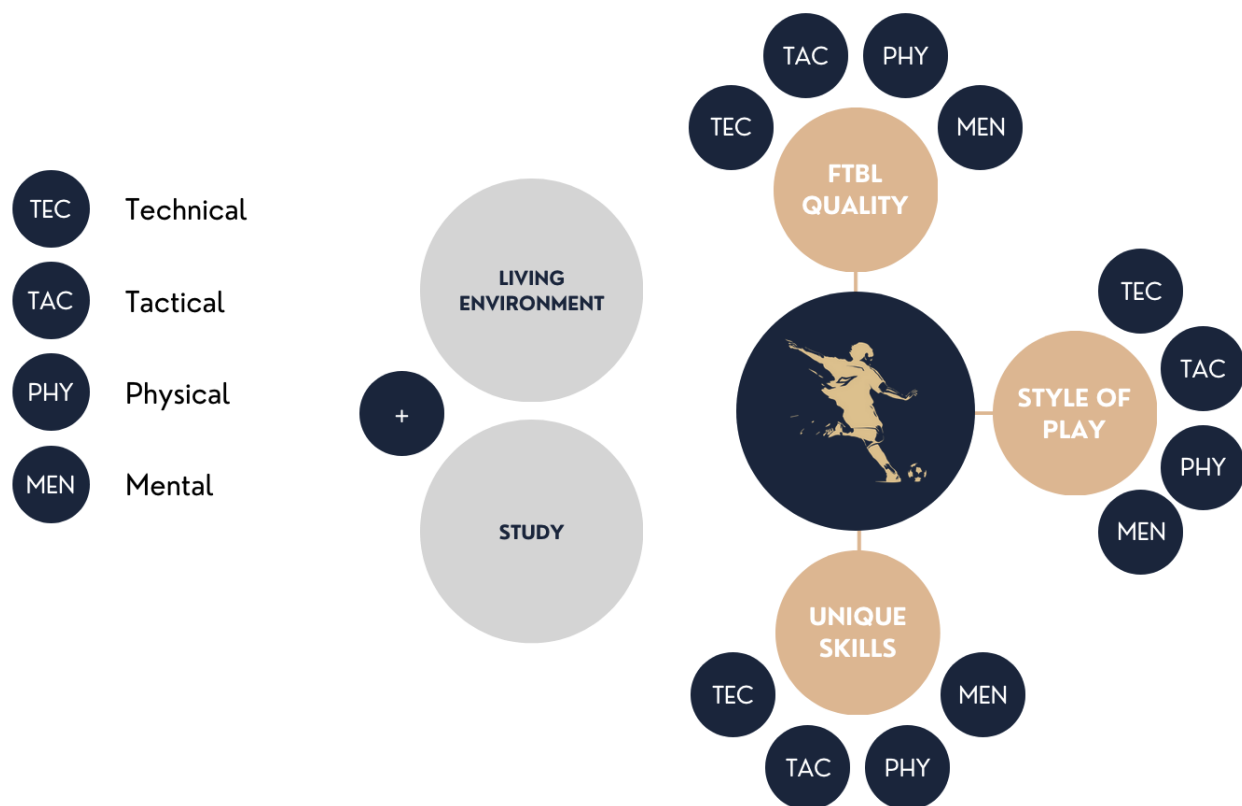 TEC Technical
TAC Tactical
PHY Physical
MEN Mental
LIVING
ENVIRONMENT
+
STUDY
TEC
TAC
PHY
MEN
FTBL
QUALITY
STYLE OF
PLAY
TEC
TAC
PHY
MEN
UNIQUE
SKILLS
TEC
TAC
PHY
MEN